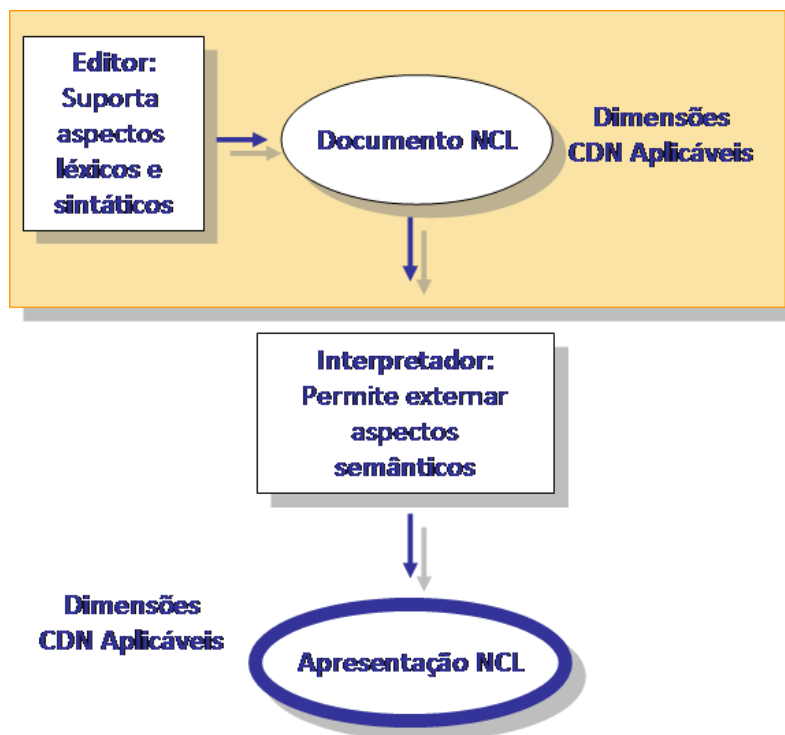 Editor:
Suporta
aspectos
léxicos e
sintáticos
Documento NCL
Dimensões
CDN Aplicáveis
Interpretador:
Permite externar
aspectos
semânticos
Dimensões
CDN Aplicáveis
Apresentação NCL